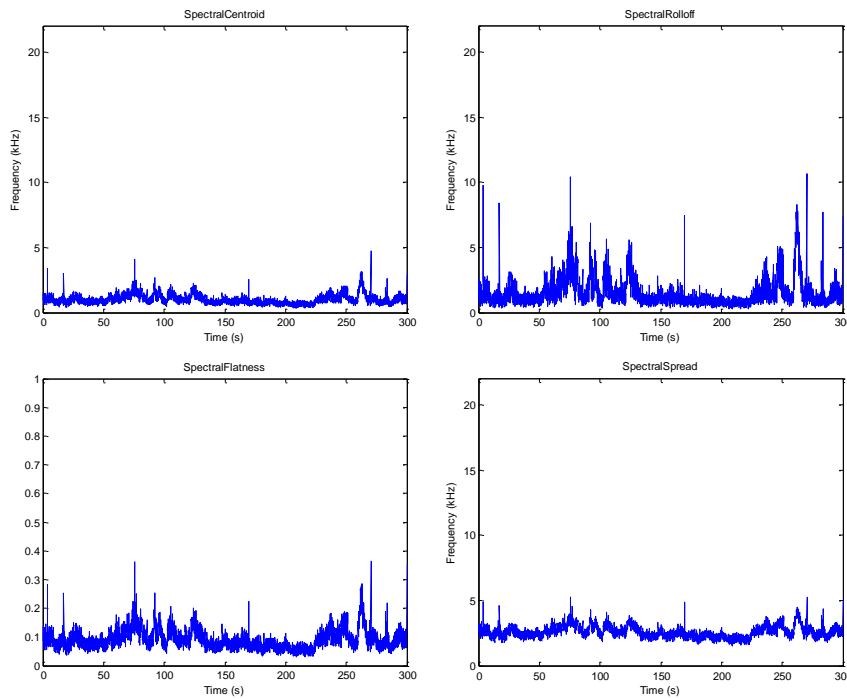 SpectralCentroid
20
15
10
5
0
Frequency (kHz)
0 50 100 150 200 250 300
Time (s)
SpectralRolloff
20
15
10
5
0
Frequency (kHz)
0 50 100 150 200 250 300
Time (s)
SpectralFlatness
1
0.9
0.8
0.7
0.6
0.5
0.4
0.3
0.2
0.1
0
0 50 100 150 200 250 300
Time (s)
SpectralSpread
20
15
10
5
0
Frequency (kHz)
0 50 100 150 200 250 300
Time (s)